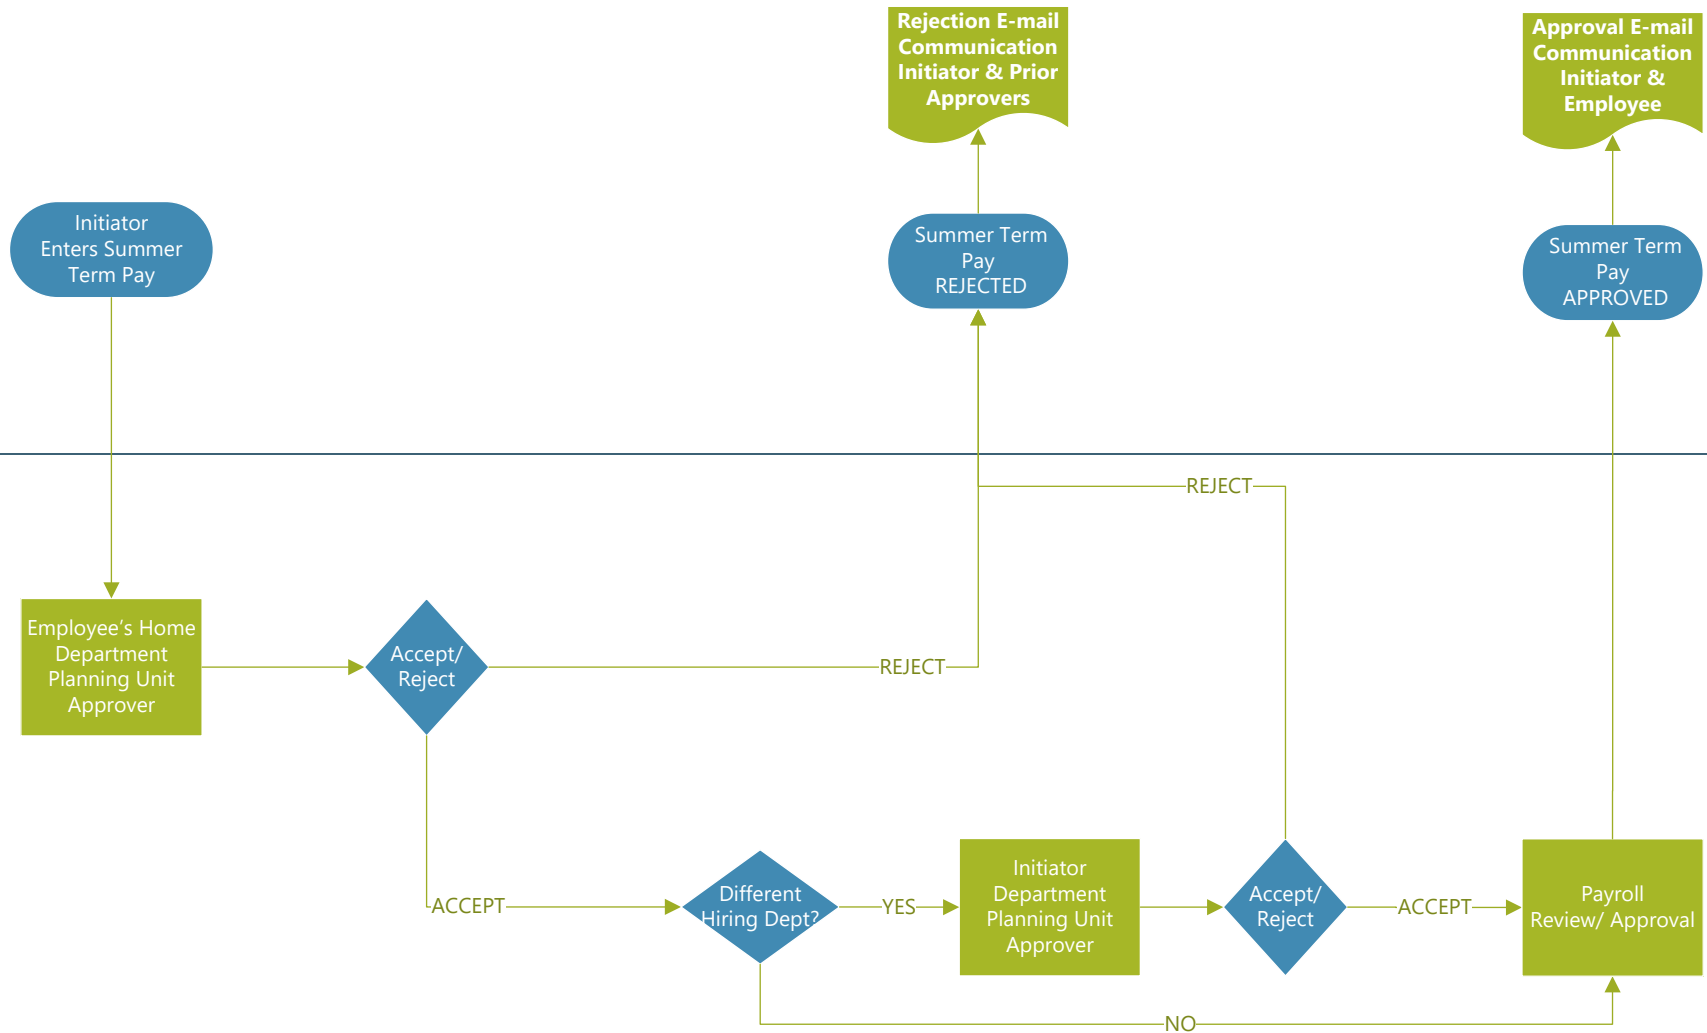 Rejection E-mail
Communication
Initiator & Prior
Approvers
Approval E-mail
Communication
Initiator &
Employee
Initiator
Enters Summer
Term Pay
Summer Term
Pay
REJECTED
Summer Term
Pay
APPROVED
REJECT
Employee’s Home
Department
Planning Unit
Approver
Accept/
Reject
REJECT
ACCEPT
Different
Hiring Dept?
YES
Initiator
Department
Planning Unit
Approver
Accept/
Reject
ACCEPT
Payroll
Review/ Approval
NO